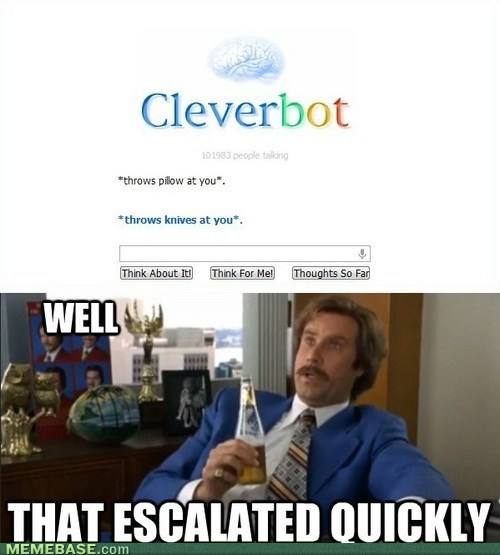 Cleverbot
101983 people talking
*throws pillow at you*.
*throws knives at you*.
Think About It!
Think For Me!
Thoughts So Far
WELL
THAT ESCALATED QUICKLY
MEMEBASE.com